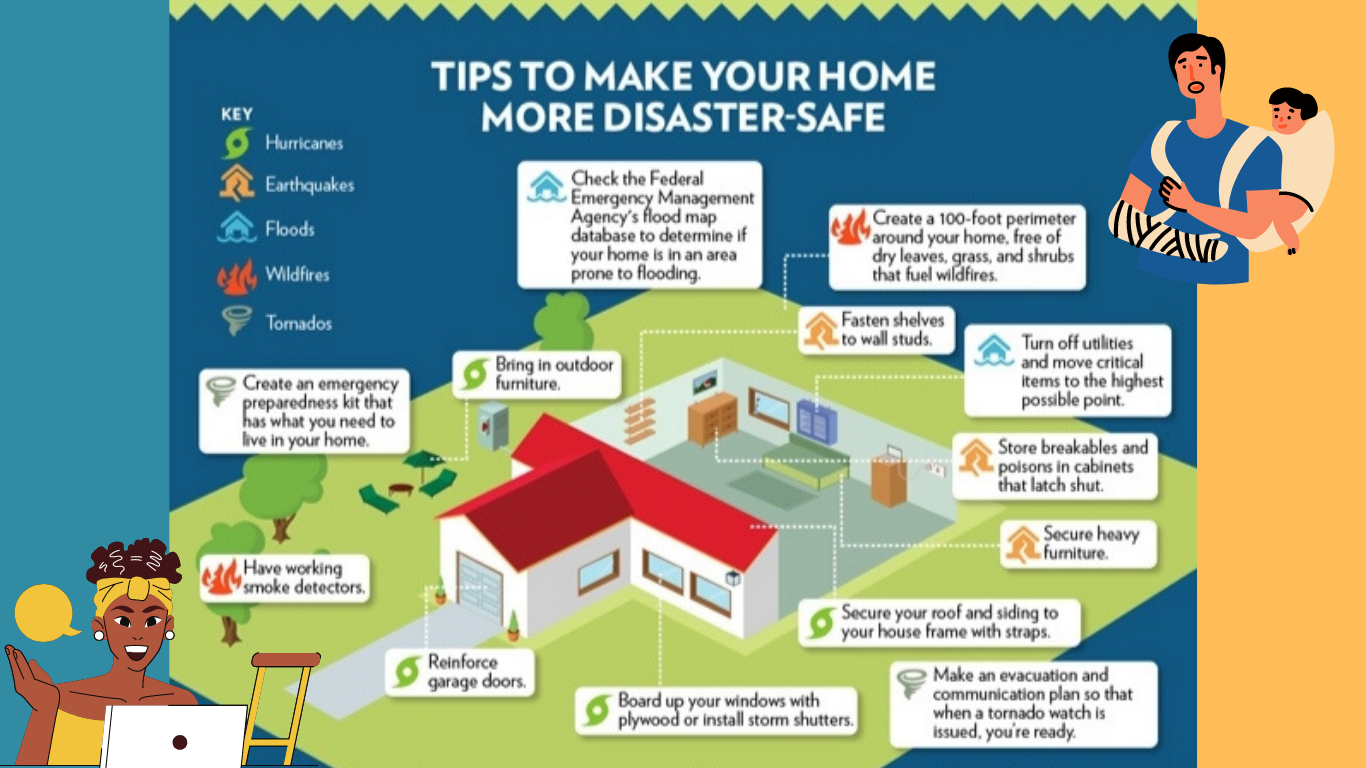 TIPS TO MAKE YOUR HOME
MORE DISASTER-SAFE
KEY
Hurricanes
Earthquakes
Floods
Wildfires
Tornados
Check the Federal
Emergency Management
Agency's flood map
database to determine if
your home is in an area
prone to flooding.
Create a 100-foot perimeter
around your home, free of
dry leaves, grass, and shrubs
that fuel wildfires.
Fasten shelves
to wall studs.
Turn off utilities
and move critical
items to the highest
possible point.
Bring in outdoor
furniture.
Create an emergency
preparedness kit that
has what you need to
live in your home.
Store breakables and
poisons in cabinets
that latch shut.
Secure heavy
furniture.
Have working
smoke detectors.
Secure your roof and siding to
your house frame with straps.
Reinforce
garage doors.
Board up your windows with
plywood or install storm shutters.
Make an evacuation and
communication plan so that
when a tornado watch is
issued, you're ready.